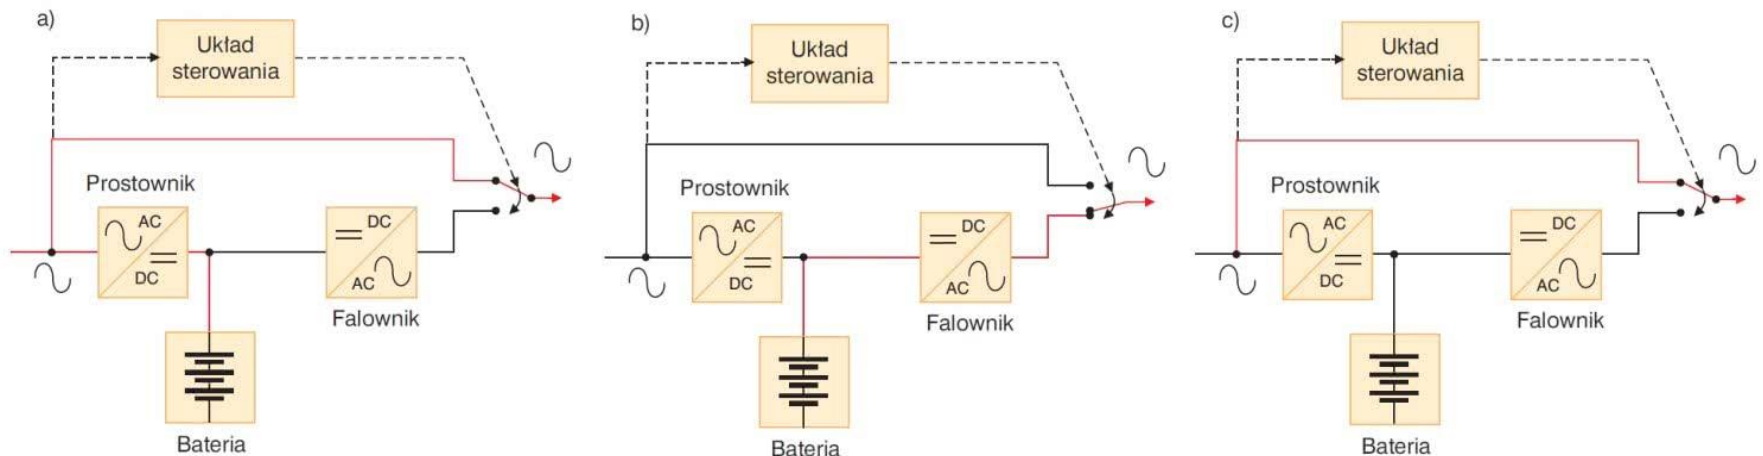 a)
Układ
sterowania
Prostownik
AC
DC
DC
AC
Falownik
Bateria
b)
Układ
sterowania
Prostownik
AC
DC
DC
AC
Falownik
Bateria
c)
Układ
sterowania
Prostownik
AC
DC
DC
AC
Falownik
Bateria